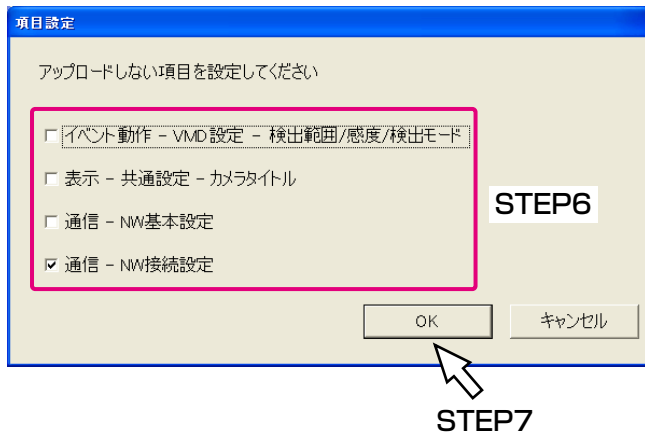 項目設定
アップロードしない項目を設定してください
イベント動作 - VMD設定 - 検出範囲/感度/検出モード
表示 - 共通設定 - カメラタイトル
STEP6
通信 - NW基本設定
通信 - NW接続設定
OK キャンセル
STEP7